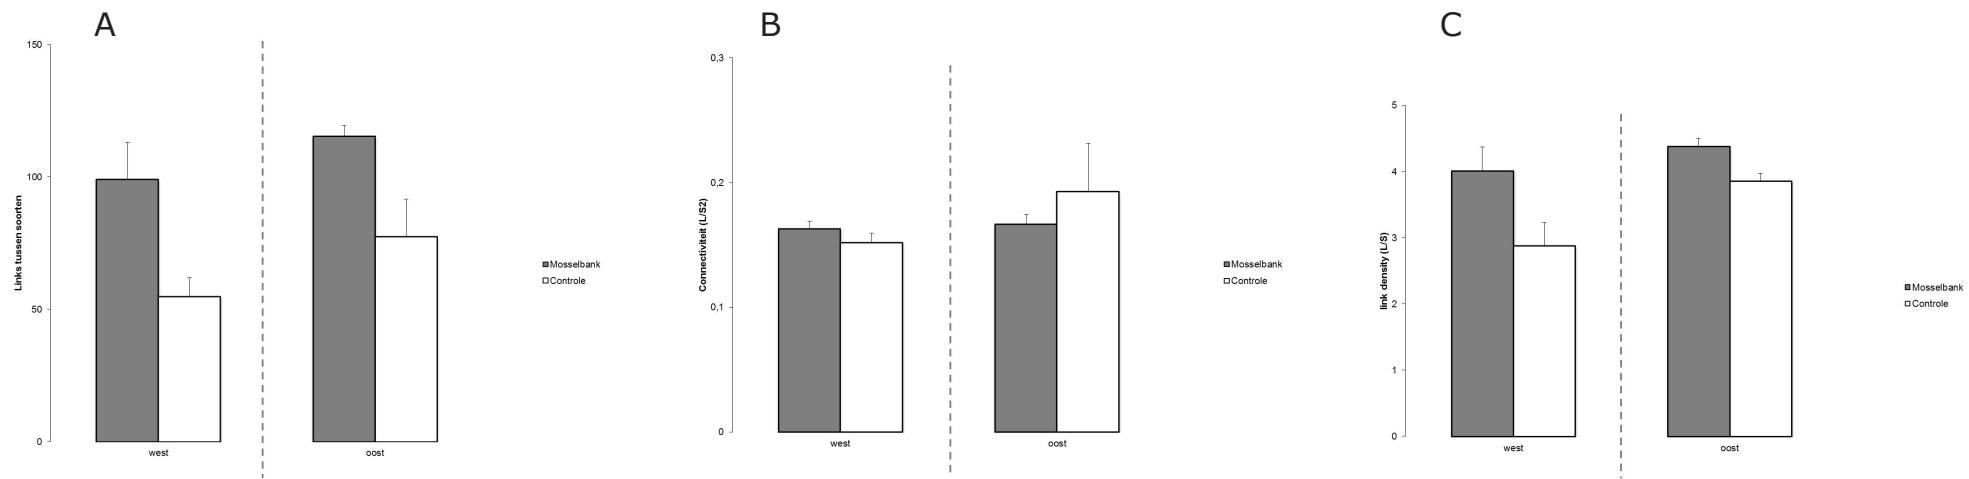 A
150
100
50
0
Links tussen soorten
west
oost
Mosselbank
Controle
B
0,3
0,2
0,1
0
Connectiviteit (L/S2)
west
oost
Mosselbank
Controle
C
5
4
3
2
1
0
link density (L/S)
west
oost
Mosselbank
Controle